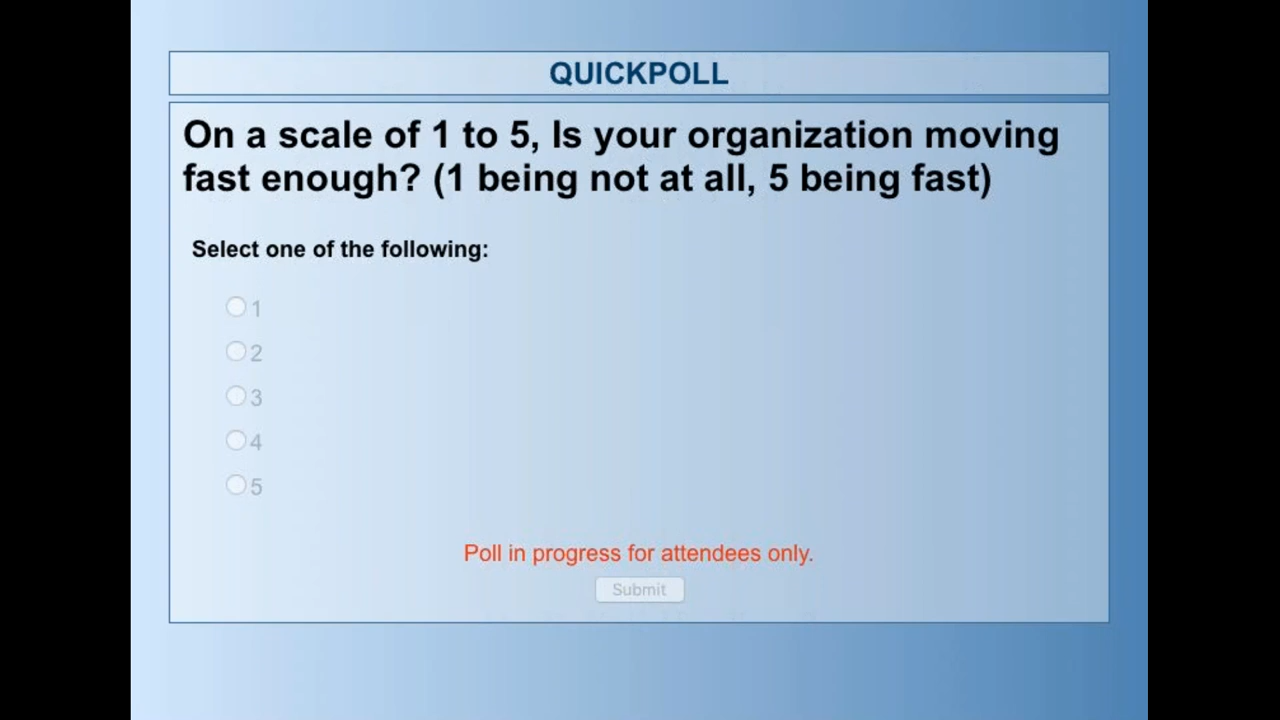 QUICKPOLL
On a scale of 1 to 5, Is your organization moving
fast enough? (1 being not at all, 5 being fast)
Select one of the following:
1
2
3
4
5
Poll in progress for attendees only.
Submit